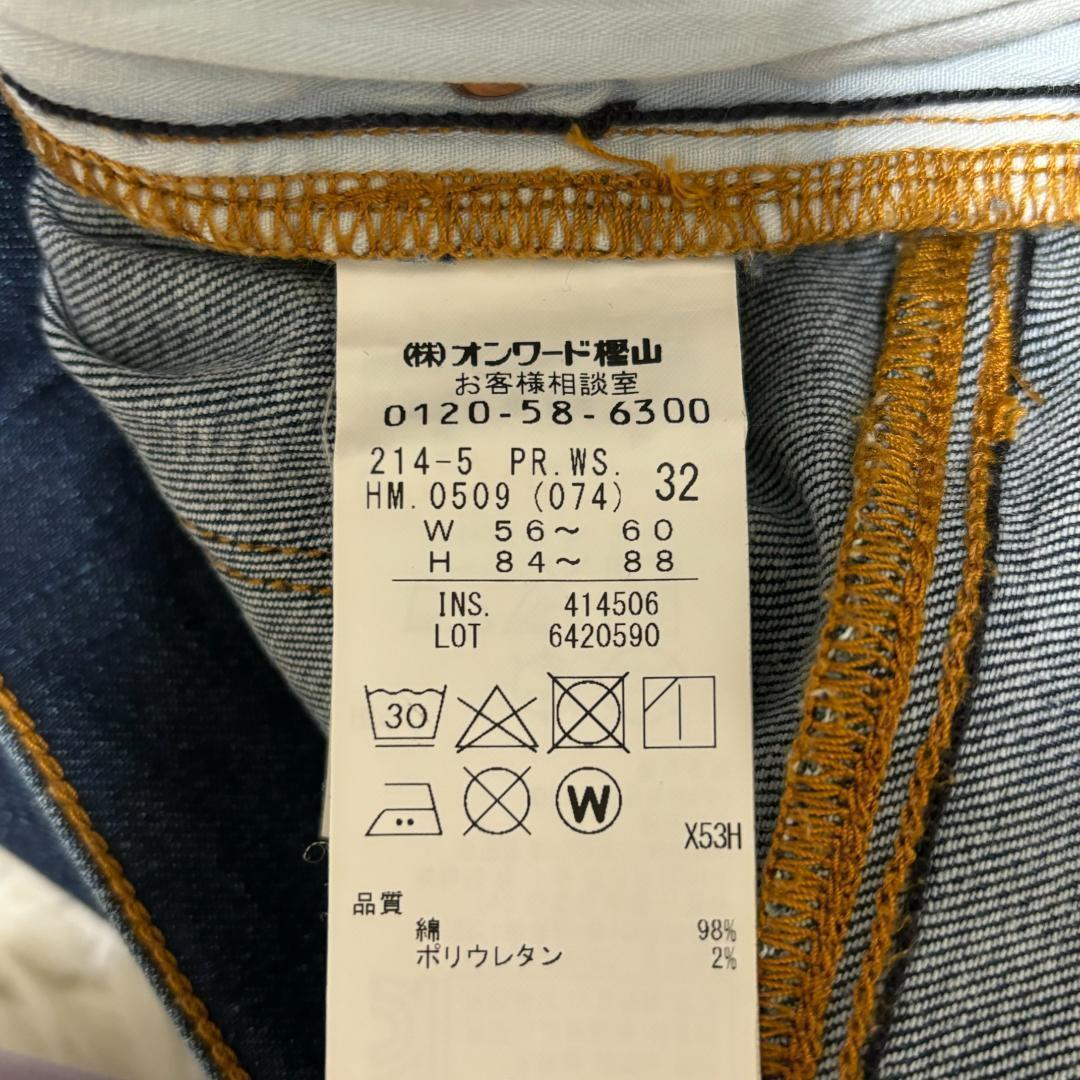 (株)オンワード樫山
お客様相談室
0120-58-6300
214-5 PR.WS. 32
HM.0509(074)
W 56～ 60
H 84～ 88
INS. 414506
LOT 6420590
30
W
X53H
品質
綿 98%
ポリウレタン 2%